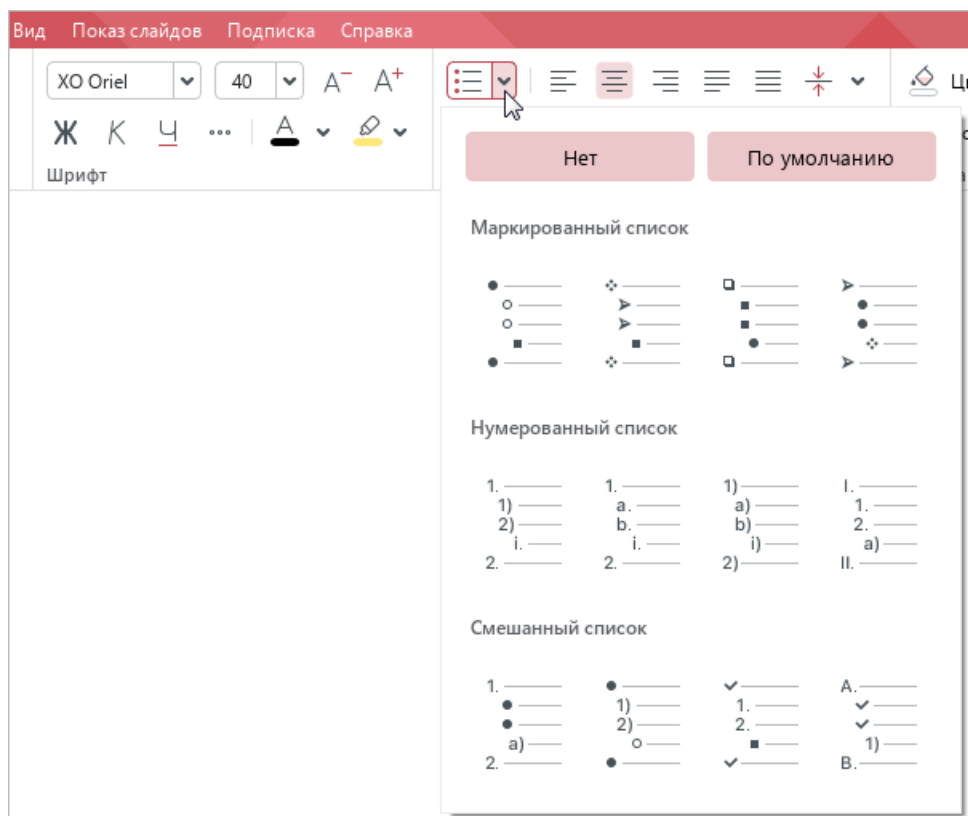 Вид Показ слайдов Подписка Справка
XO Oriel 40 A− A+
Ж К Ч ... А
Шрифт
Нет По умолчанию
Маркированный список
Нумерованный список
1. 1. 1) I.
1) a. a) 1.
2) b. b) 2.
i. i. i) a)
2. 2. 2) II.
Смешанный список
1. A.
1) 1.
2) 2.
a) 1)
2. B.